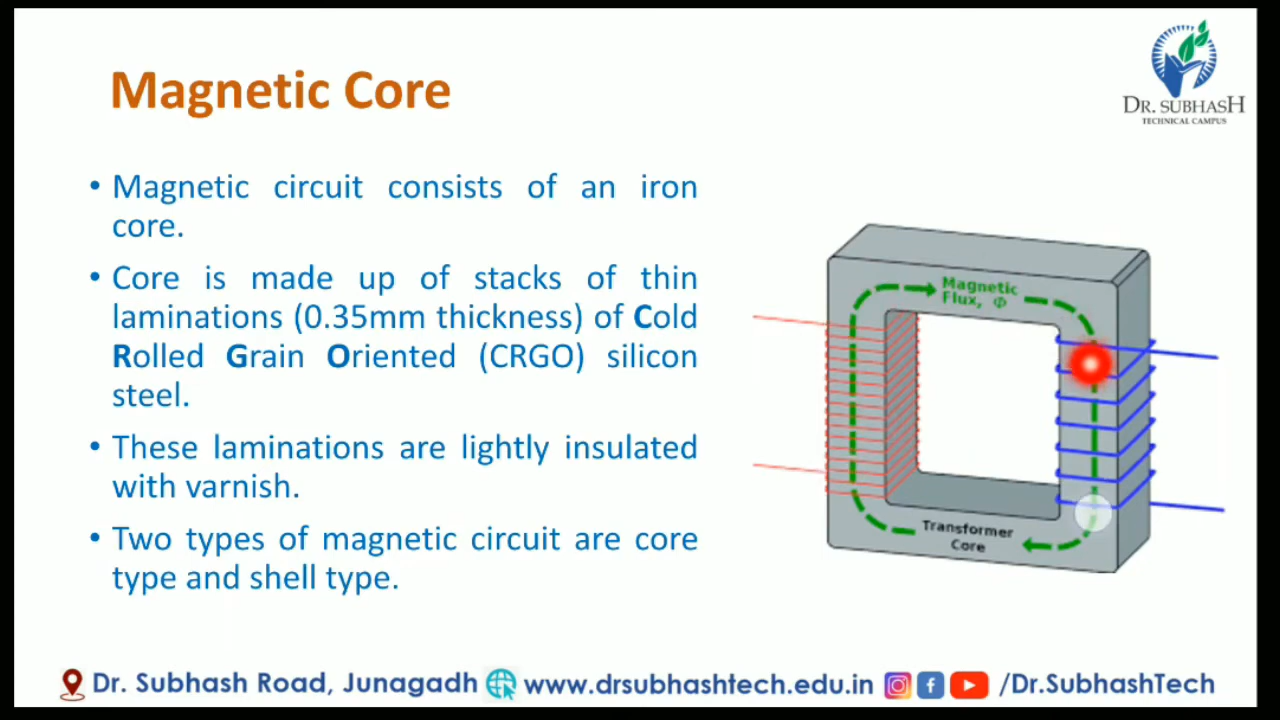 Magnetic Core
DR. SUBHASH
TECHNICAL CAMPUS
• Magnetic circuit consists of an iron
core.
• Core is made up of stacks of thin
laminations (0.35mm thickness) of Cold
Rolled Grain Oriented (CRGO) silicon
steel.
• These laminations are lightly insulated
with varnish.
• Two types of magnetic circuit are core
type and shell type.
Magnetic
Flux, Φ
Transformer
Core
Dr. Subhash Road, Junagadh www.drsubhashtech.edu.in /Dr.SubhashTech